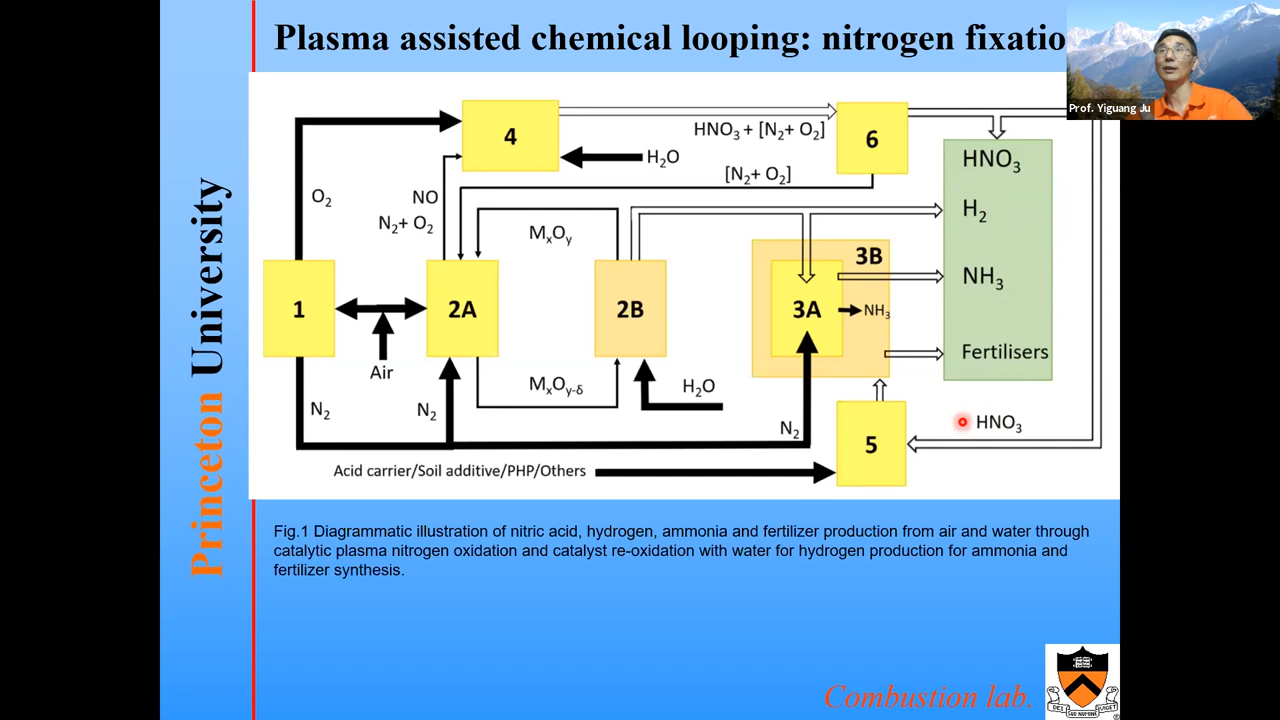 Plasma assisted chemical looping: nitrogen fixatio
Prof. Yiguang Ju
Princeton University
4
HNO₃ + [N₂+ O₂]
6
H₂O
[N₂+ O₂]
HNO₃
O₂
NO
N₂+ O₂
MₓOᵧ
H₂
3B
1
2A
2B
3A
NH₃
NH₃
Air
MₓOᵧ₋δ
H₂O
Fertilisers
N₂
N₂
N₂
HNO₃
5
Acid carrier/Soil additive/PHP/Others
Fig.1 Diagrammatic illustration of nitric acid, hydrogen, ammonia and fertilizer production from air and water through
catalytic plasma nitrogen oxidation and catalyst re-oxidation with water for hydrogen production for ammonia and
fertilizer synthesis.
Combustion lab.